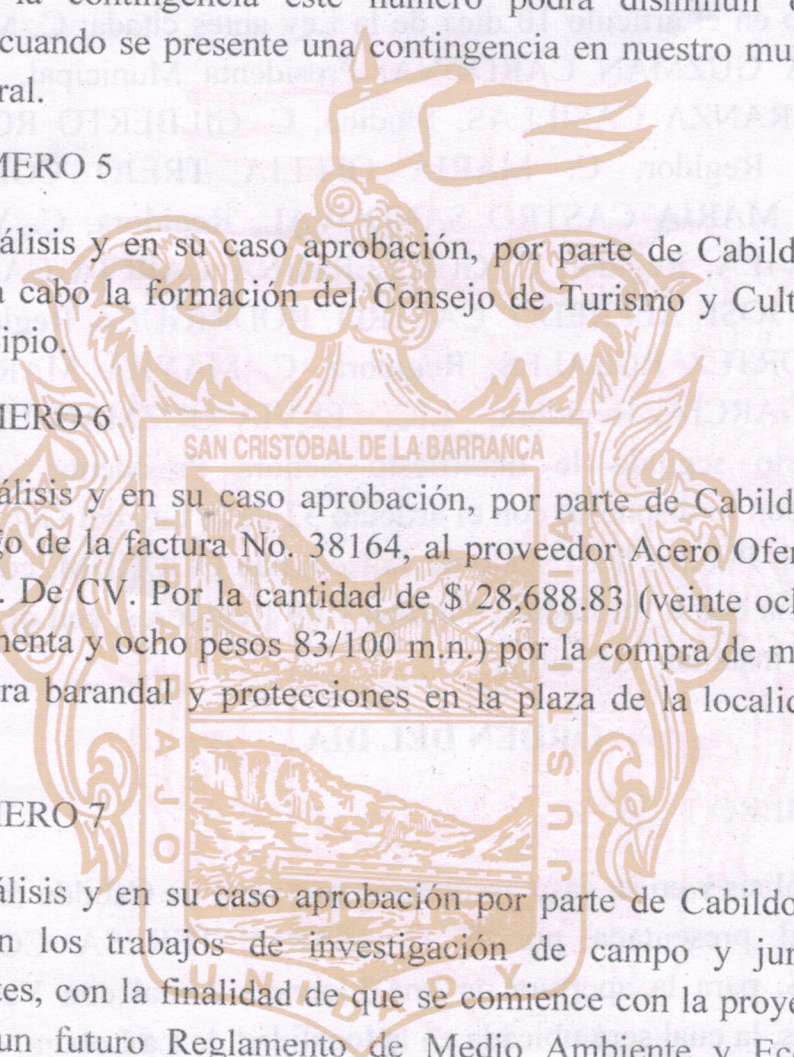 la contingencia este número podrá disminuir
cuando se presente una contingencia en nuestro
ral.
MERO 5
álisis y en su caso aprobación, por parte de Cabild
a cabo la formación del Consejo de Turismo y Cult
ipio.
MERO 6
SAN CRISTOBAL DE LA BARRANCA
álisis y en su caso aprobación, por parte de Cabild
go de la factura No. 38164, al proveedor Acero Ofer
. De CV. Por la cantidad de $ 28,688.83 (veinte och
nenta y ocho pesos 83/100 m.n.) por la compra de m
ra barandal y protecciones en la plaza de la localid
TRABAJO
JUSTICIA
MERO 7
álisis y en su caso aprobación por parte de Cabildo
n los trabajos de investigación de campo y jur
tes, con la finalidad de que se comience con la proye
UNIDAD Y
un futuro Reglamento de Medio Ambiente